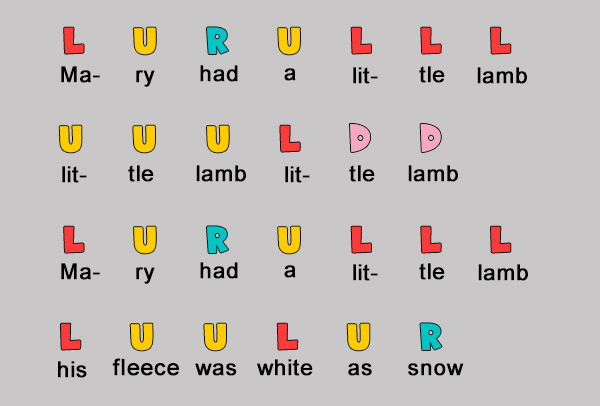 L U R U L L L
Ma- ry had a lit- tle lamb
U U U L D D
lit- tle lamb lit- tle lamb
L U R U L L L
Ma- ry had a lit- tle lamb
L U U L U R
his fleece was white as snow